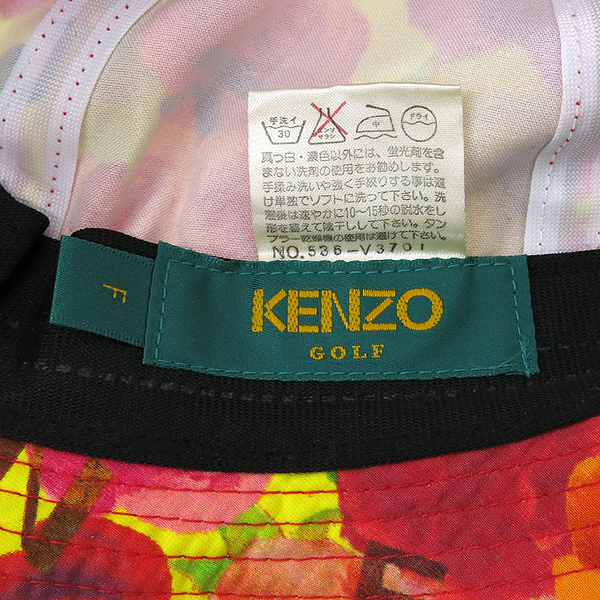 手洗イ
30
エンソ
サラシ
中
ドライ
真っ白・濃色以外には、蛍光剤を含
まない洗剤の使用をお勧めします。
手揉み洗いや強く手絞りする事は避
け単独でソフトに洗って下さい。洗
濯後は速やかに10〜15秒の脱水をし
形を整えて陰干しして下さい。タン
ブラー乾燥機の使用は避けて下さい。
NO.536-V3701
F
KENZO
GOLF